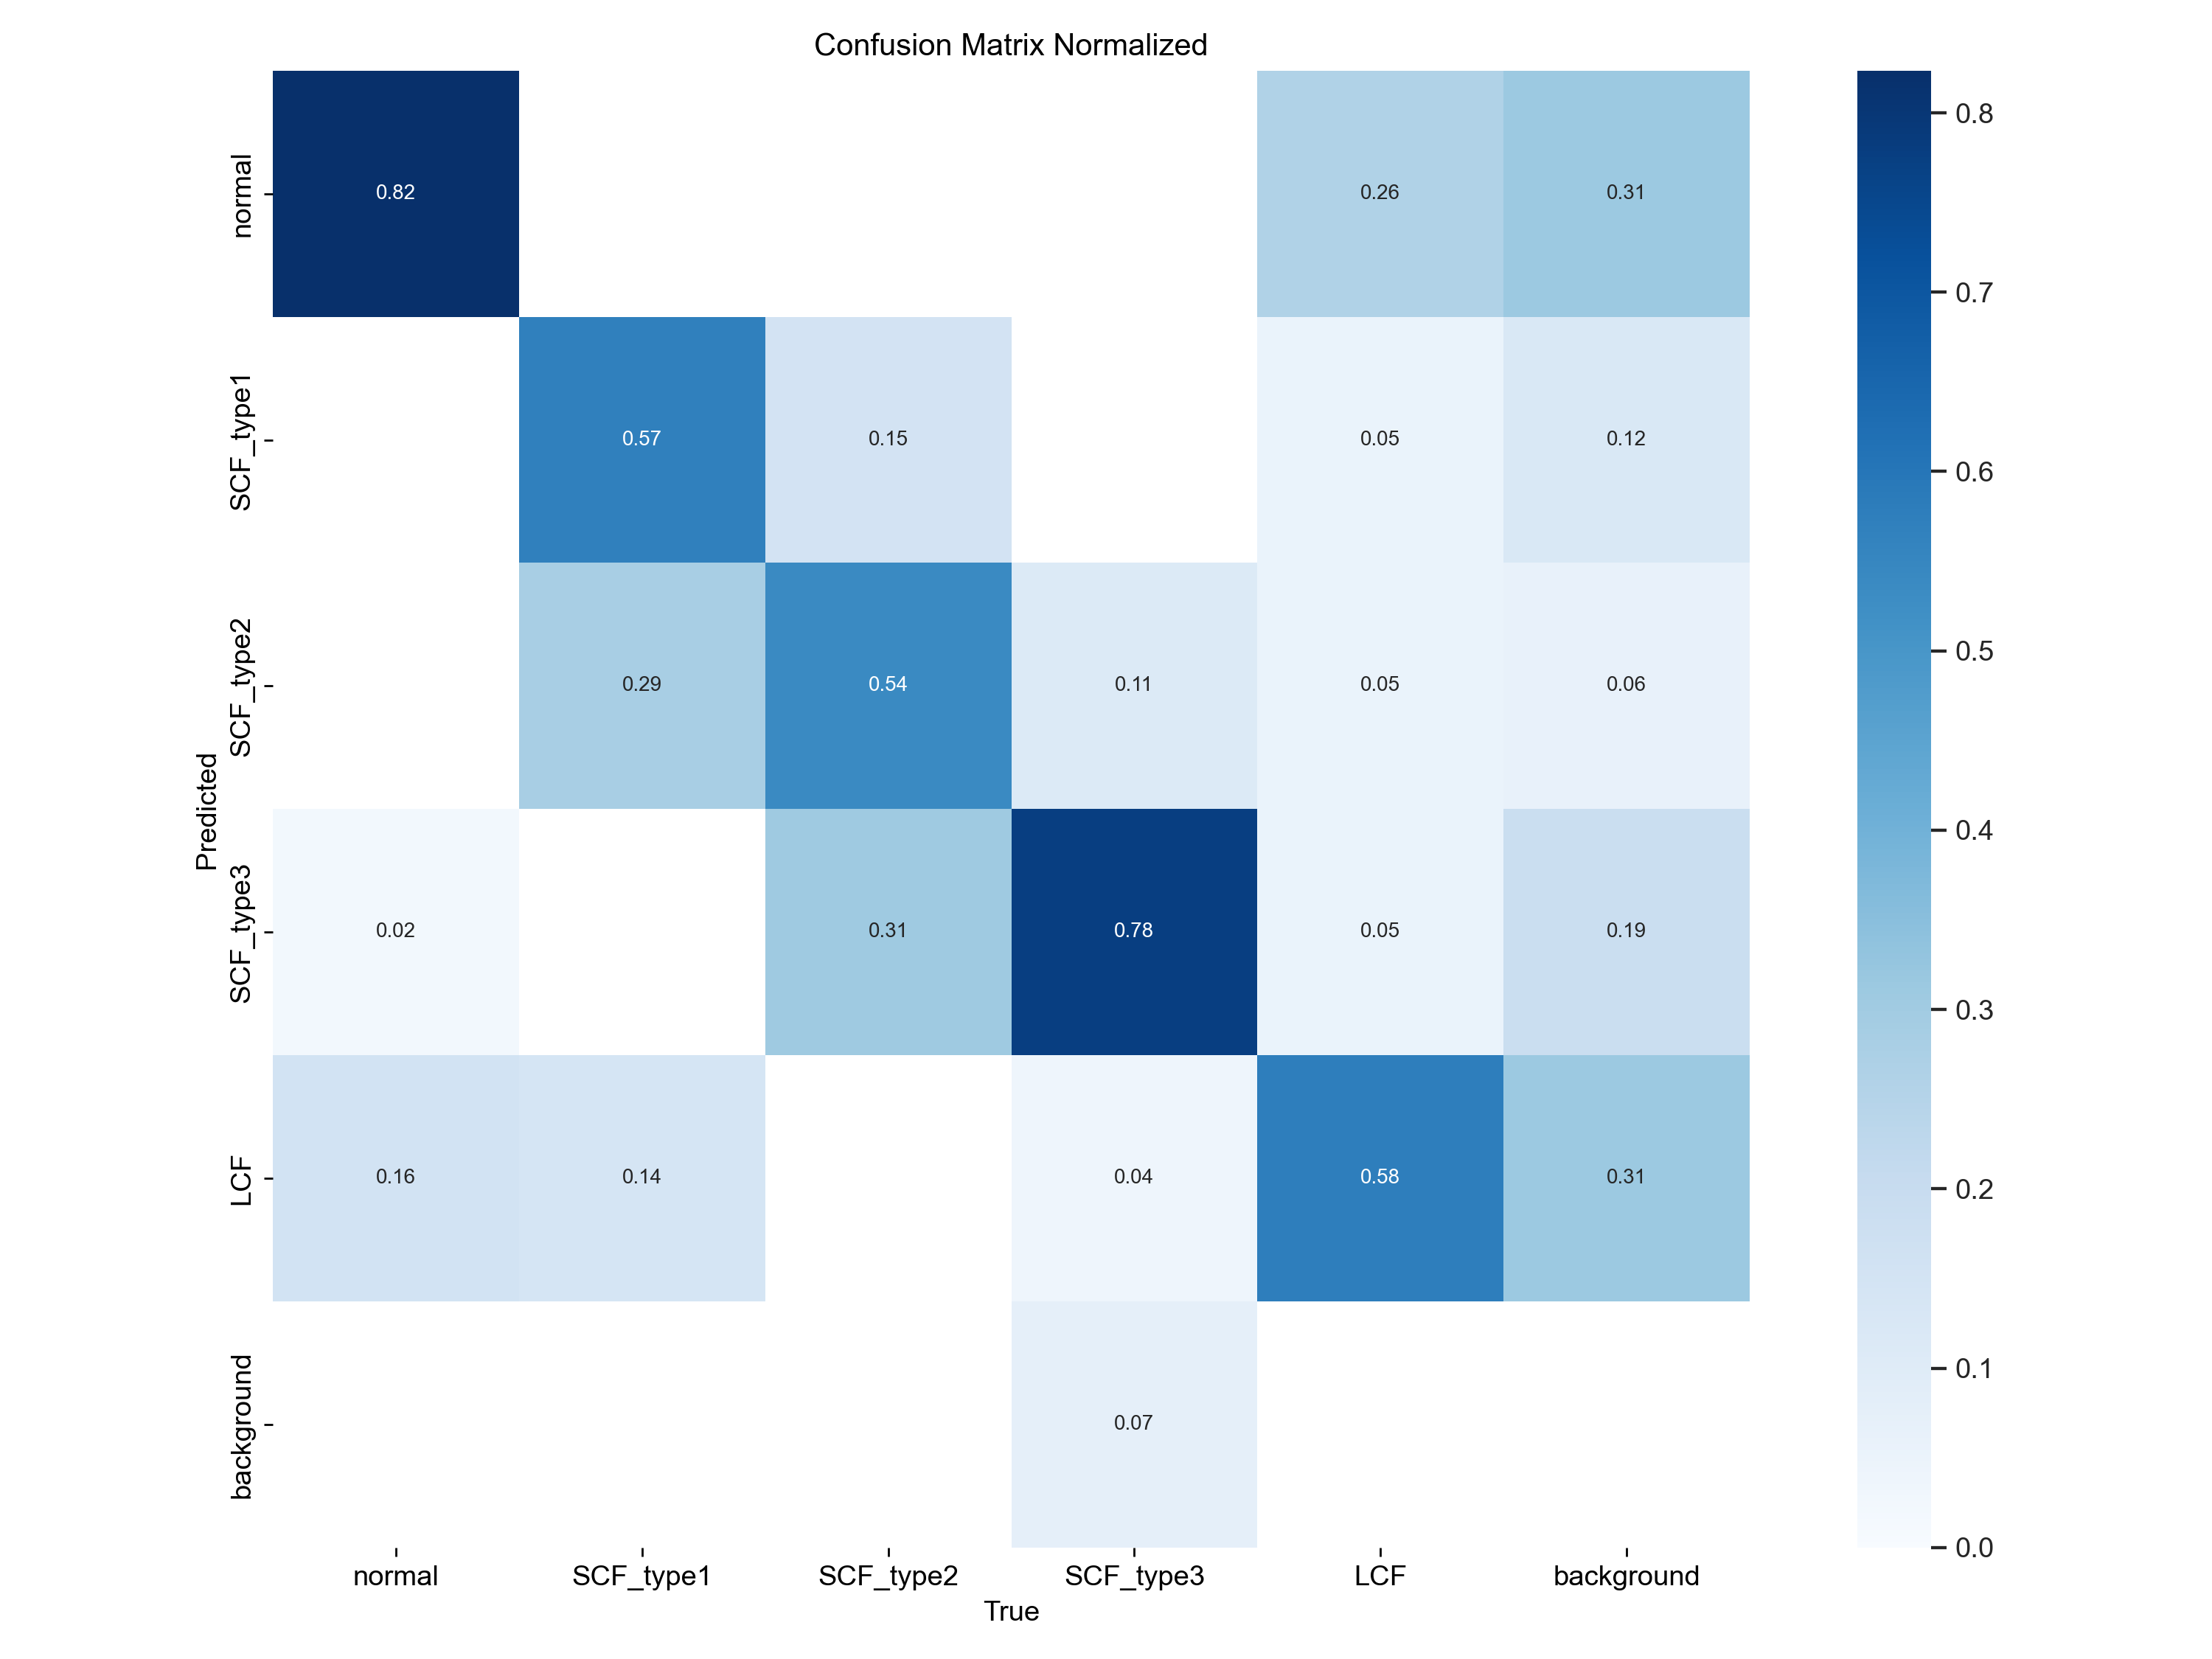 Confusion Matrix Normalized
Predicted
normal
0.82
0.26
0.31
SCF_type1
0.57
0.15
0.05
0.12
SCF_type2
0.29
0.54
0.11
0.05
0.06
SCF_type3
0.02
0.31
0.78
0.05
0.19
LCF
0.16
0.14
0.04
0.58
0.31
background
0.07
normal
SCF_type1
SCF_type2
SCF_type3
LCF
background
True
0.8
0.7
0.6
0.5
0.4
0.3
0.2
0.1
0.0